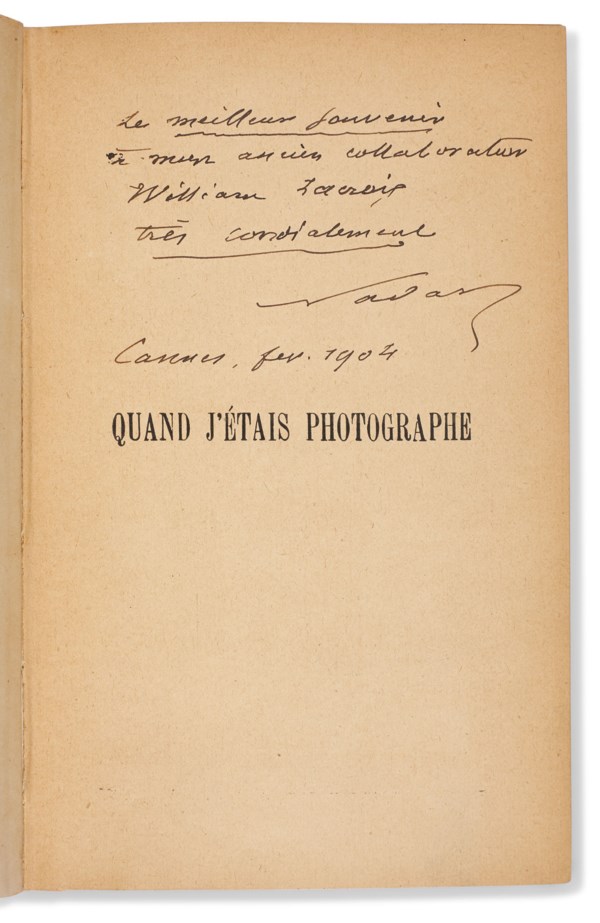 Le meilleur souvenir
à mon ancien collaborateur
William Lacroix
très cordialement
Nadar
Cannes, fev. 1904
QUAND J'ÉTAIS PHOTOGRAPHE